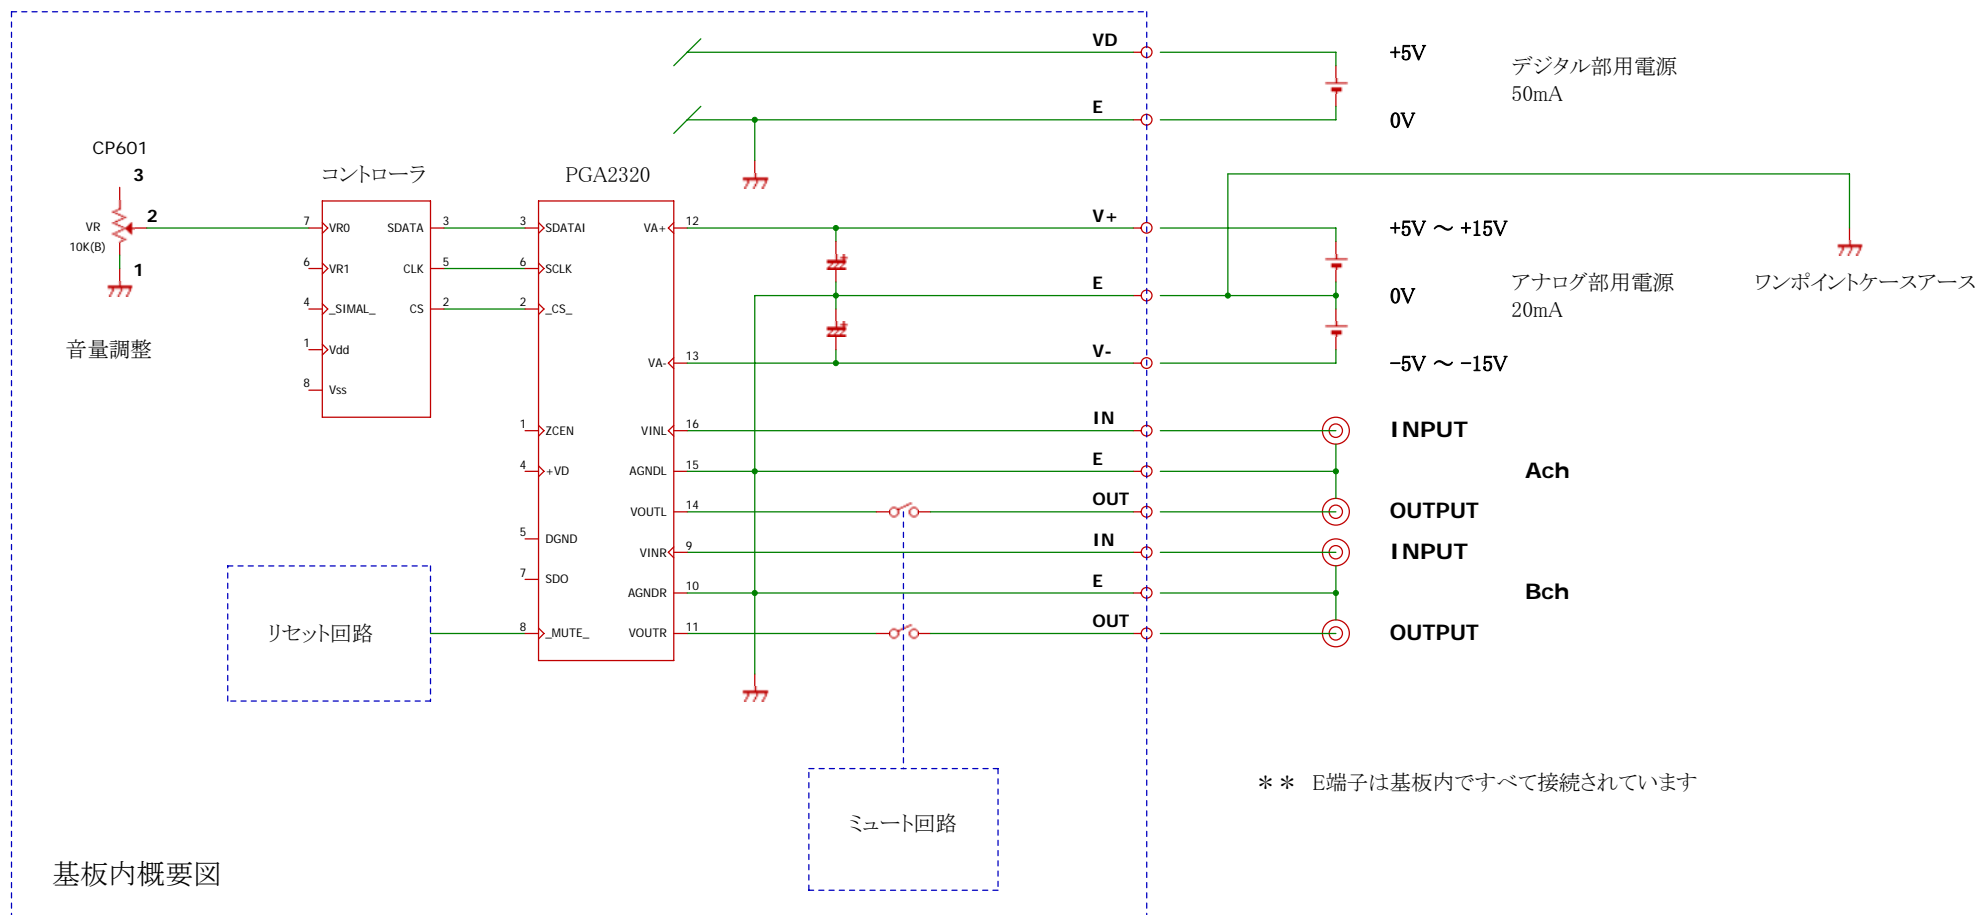 VD
+5V
デジタル部用電源
50mA
E
0V
CP601
3
2
VR
10K(B)
1
音量調整
コントローラ
7 VR0 SDATA 3
6 VR1 CLK 5
4 _SIMAL_ CS 2
1 Vdd
8 Vss
PGA2320
3 SDATAI VA+ 12
6 SCLK
2 _CS_
VA- 13
1 ZCEN VINL 16
4 +VD AGNDL 15
VOUTL 14
5 DGND
VINR 9
7 SDO
AGNDR 10
8 _MUTE_ VOUTR 11
V+
+5V ~ +15V
E
0V
アナログ部用電源
20mA
ワンポイントケースアース
V-
-5V ~ -15V
IN
INPUT
E
Ach
OUT
OUTPUT
IN
INPUT
E
Bch
OUT
OUTPUT
リセット回路
ミュート回路
** E端子は基板内ですべて接続されています
基板内概要図